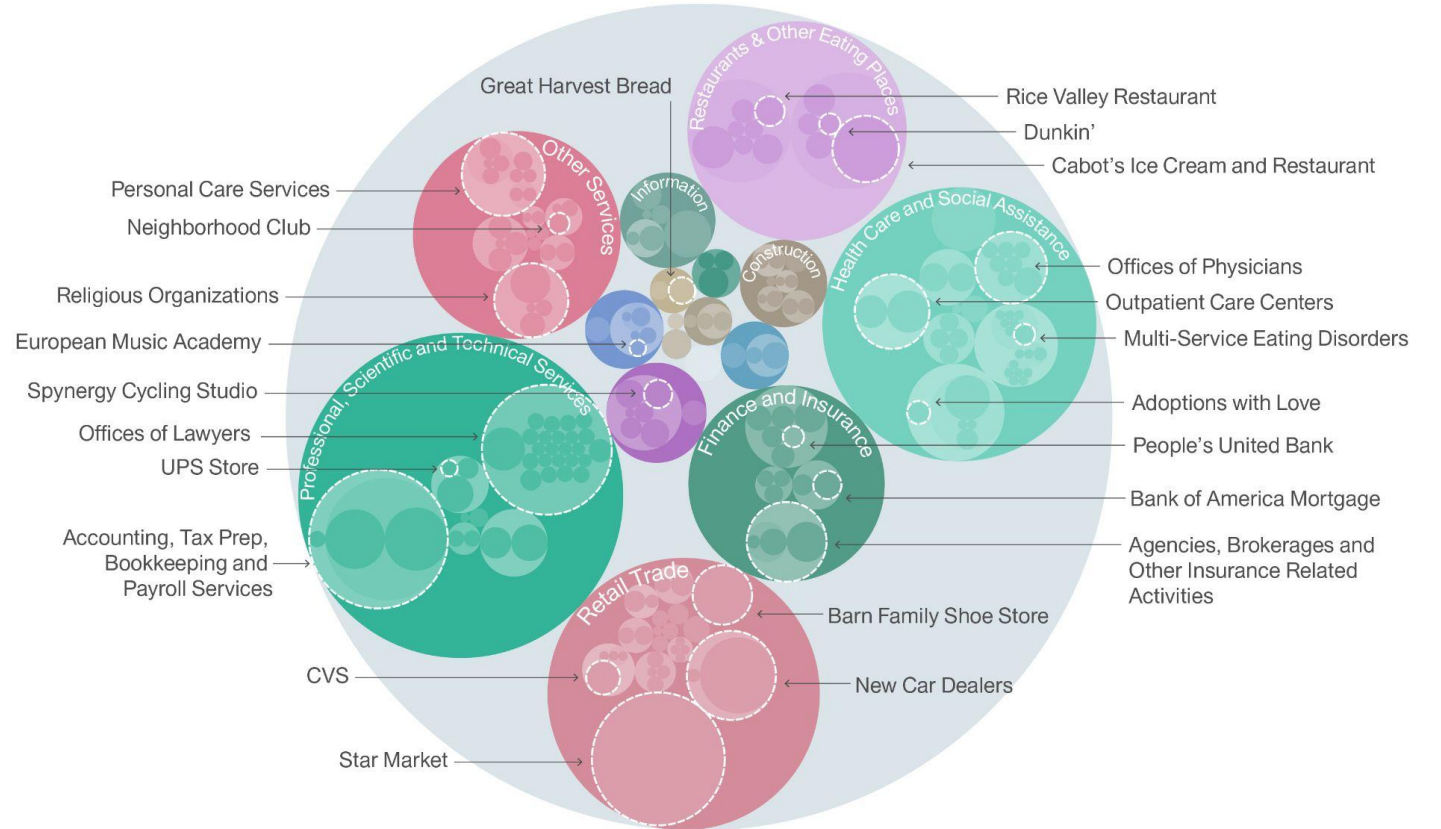 Great Harvest Bread
Restaurants & Other Eating Places
Rice Valley Restaurant
Dunkin’
Cabot’s Ice Cream and Restaurant
Other Services
Personal Care Services
Neighborhood Club
Religious Organizations
European Music Academy
Information
Construction
Health Care and Social Assistance
Offices of Physicians
Outpatient Care Centers
Multi-Service Eating Disorders
Adoptions with Love
Professional, Scientific and Technical Services
Spynergy Cycling Studio
Offices of Lawyers
UPS Store
Accounting, Tax Prep,
Bookkeeping and
Payroll Services
Finance and Insurance
People’s United Bank
Bank of America Mortgage
Agencies, Brokerages and
Other Insurance Related
Activities
Retail Trade
Barn Family Shoe Store
CVS
New Car Dealers
Star Market